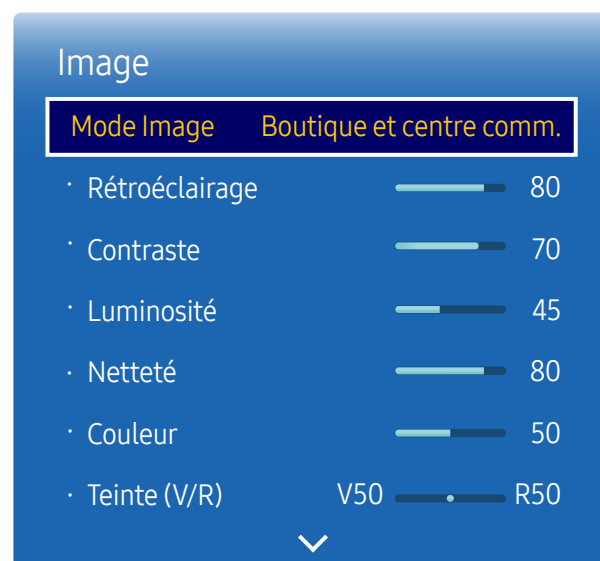 Image
Mode Image Boutique et centre comm.
· Rétroéclairage 80
· Contraste 70
· Luminosité 45
· Netteté 80
· Couleur 50
· Teinte (V/R) V50 R50